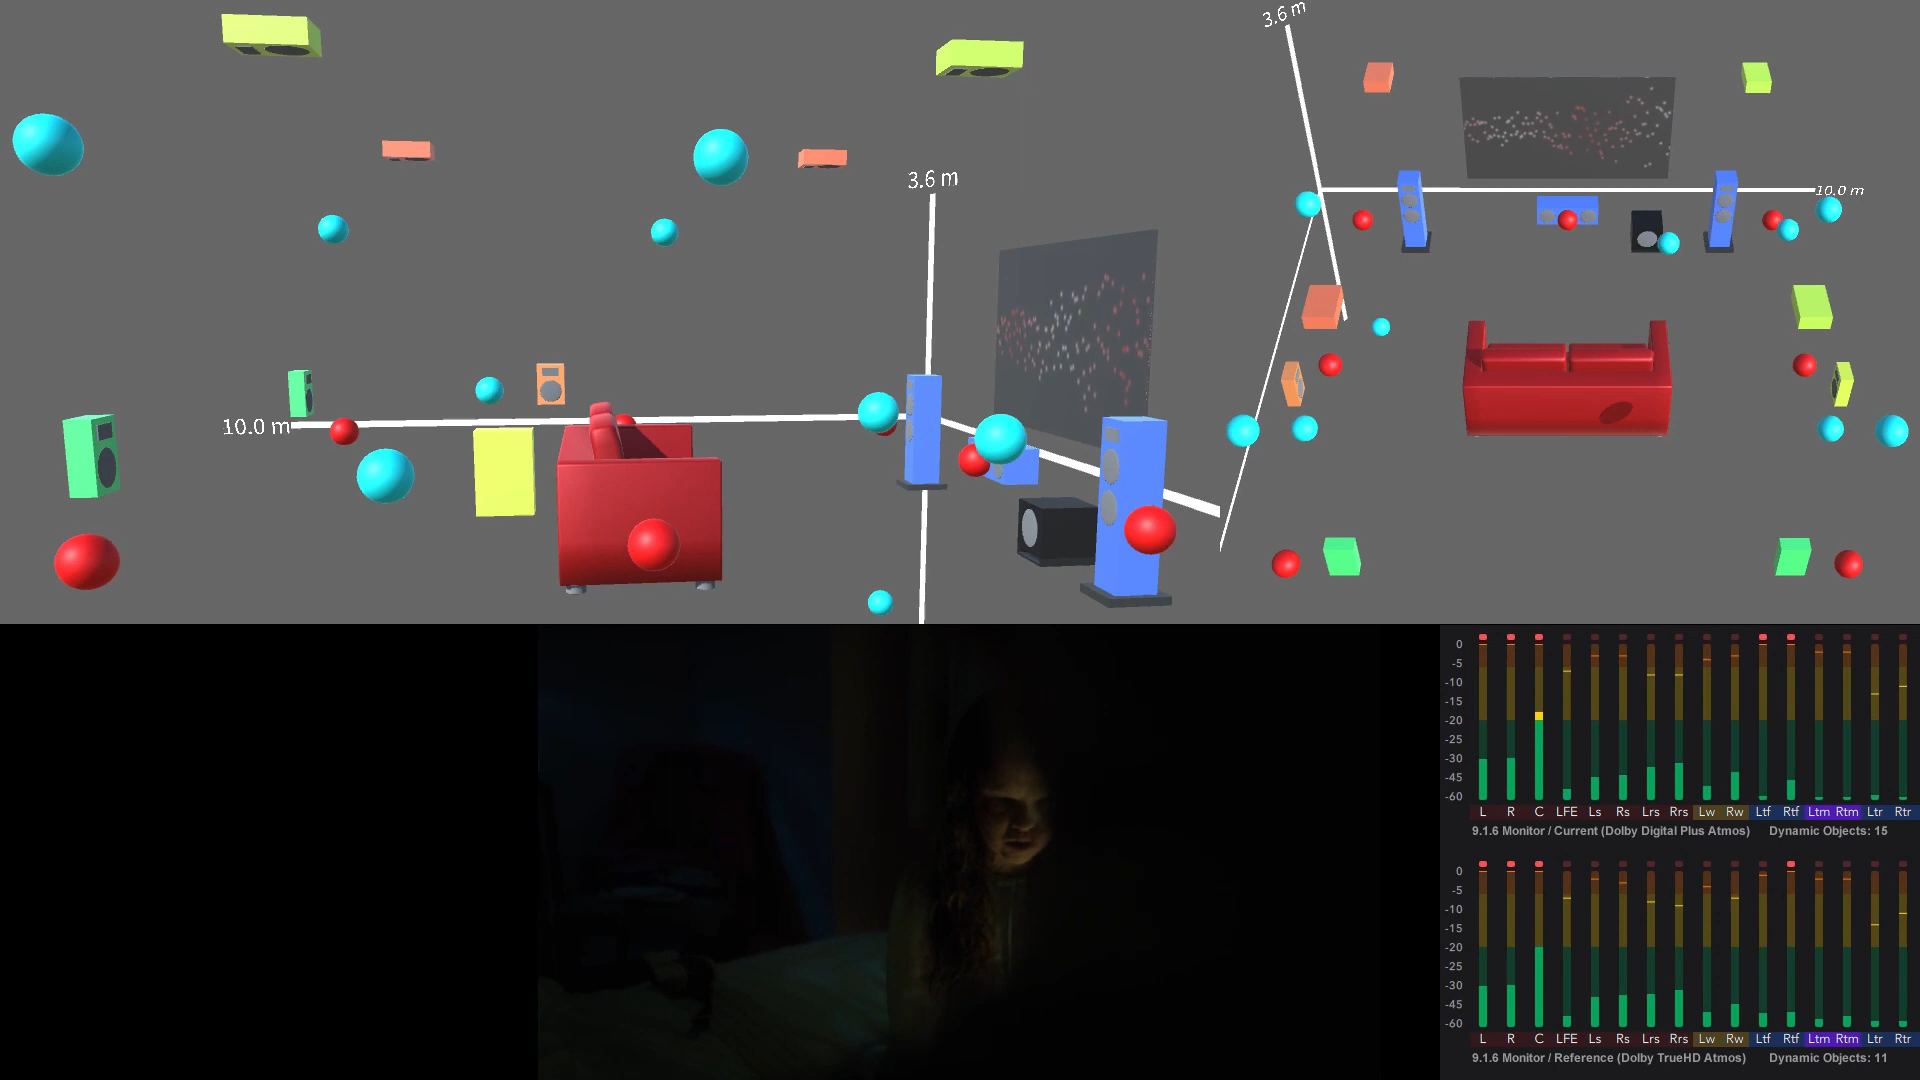 3.6 m
3.6 m
10.0 m
10.0 m
0
-5
-10
-15
-20
-25
-30
-45
-60
L R C LFE Ls Rs Lrs Rrs Lw Rw Ltf Rtf Ltm Rtm Ltr Rtr
9.1.6 Monitor / Current (Dolby Digital Plus Atmos) Dynamic Objects: 15
0
-5
-10
-15
-20
-25
-30
-45
-60
L R C LFE Ls Rs Lrs Rrs Lw Rw Ltf Rtf Ltm Rtm Ltr Rtr
9.1.6 Monitor / Reference (Dolby TrueHD Atmos) Dynamic Objects: 11